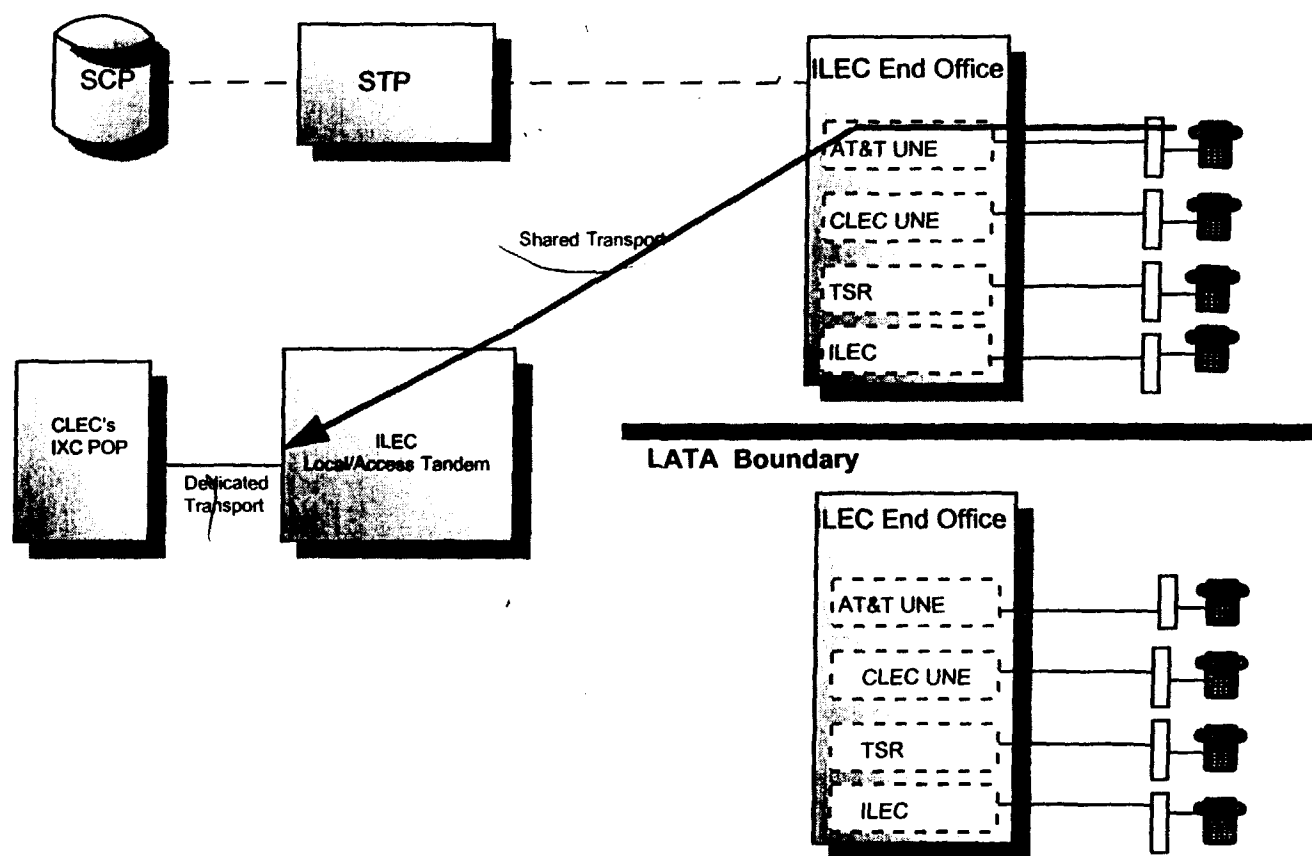 SCP
STP
ILEC End Office
AT&T UNE
CLEC UNE
TSR
ILEC
Shared Transport
CLEC's
IXC POP
Dedicated
Transport
ILEC
Local/Access Tandem
LATA Boundary
ILEC End Office
AT&T UNE
CLEC UNE
TSR
ILEC